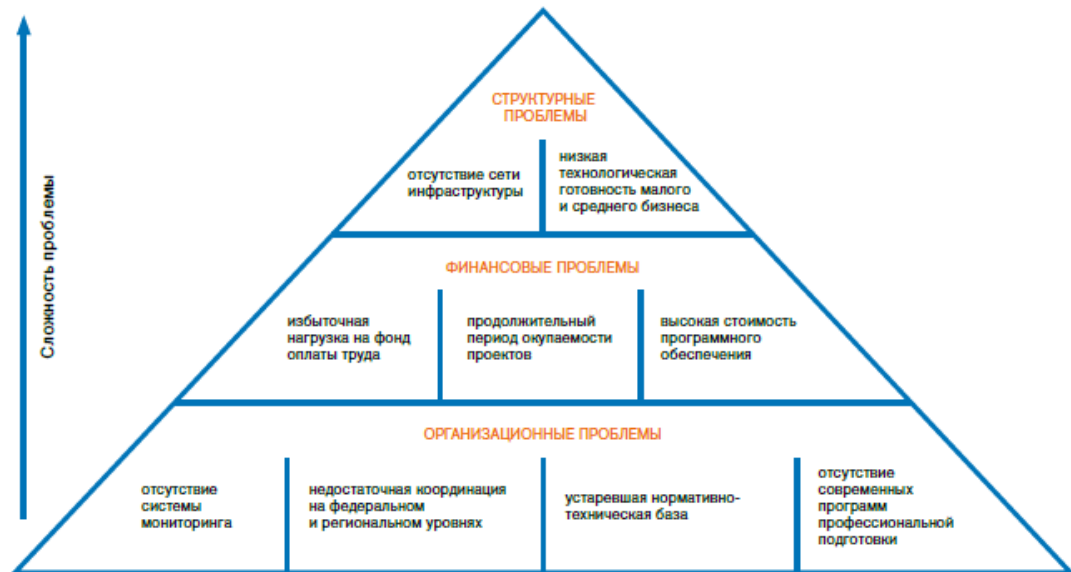 Сложность проблемы
СТРУКТУРНЫЕ
ПРОБЛЕМЫ
отсутствие сети
инфраструктуры
низкая
технологическая
готовность малого
и среднего бизнеса
ФИНАНСОВЫЕ ПРОБЛЕМЫ
избыточная
нагрузка на фонд
оплаты труда
продолжительный
период окупаемости
проектов
высокая стоимость
программного
обеспечения
ОРГАНИЗАЦИОННЫЕ ПРОБЛЕМЫ
отсутствие
системы
мониторинга
недостаточная координация
на федеральном
и региональном уровнях
устаревшая нормативно-
техническая база
отсутствие
современных
программ
профессиональной
подготовки